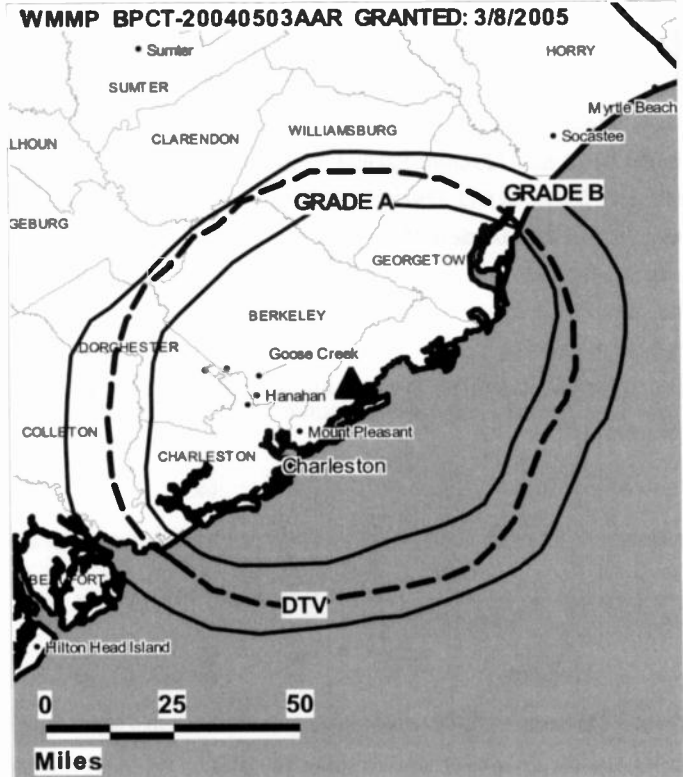 WMMP BPCT-20040503AAR GRANTED: 3/8/2005
HORRY
Sumter
SUMTER
Myrtle Beach
WILLIAMSBURG
Socastee
CLARENDON
LHOUN
GRADE B
GRADE A
GEBURG
GEORGETOW
BERKELEY
DORCHESTER
Goose Creek
Hanahan
COLLETON
Mount Pleasant
CHARLESTON
Charleston
BEAUFORT
DTV
Hilton Head Island
0 25 50
Miles